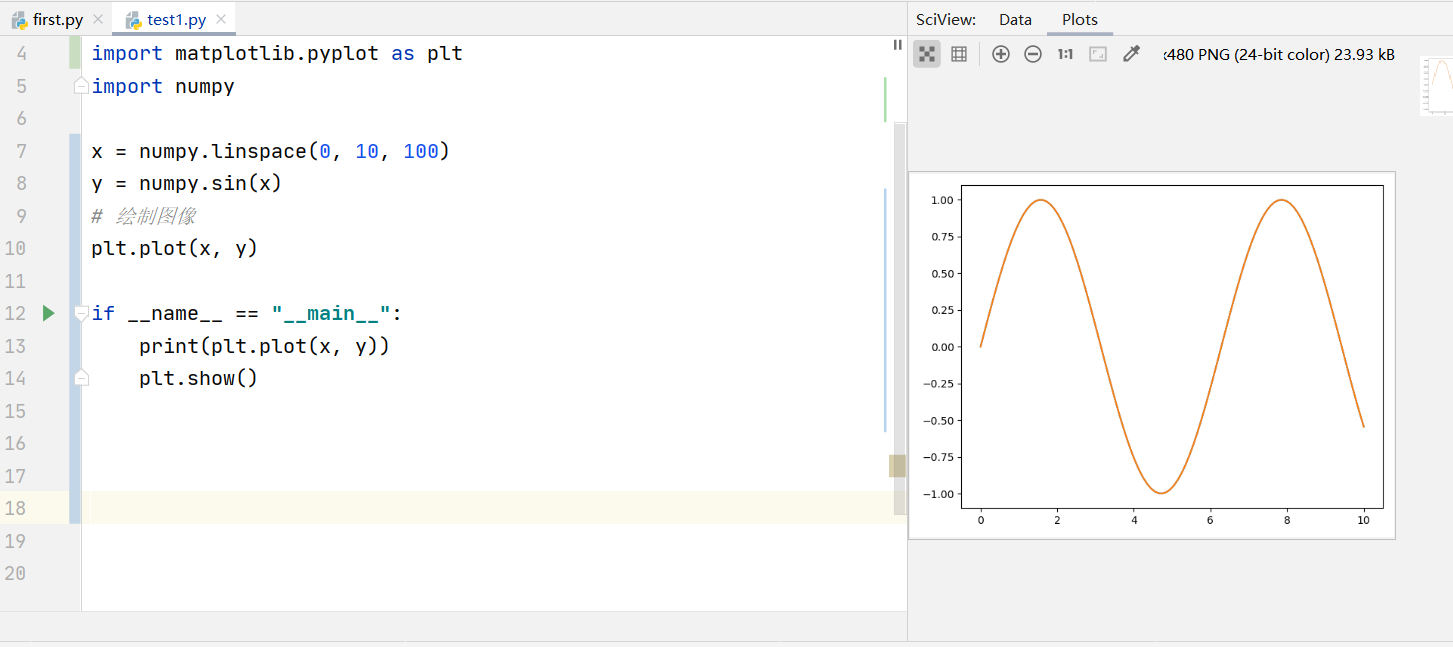 first.py test1.py
4 import matplotlib.pyplot as plt
5 import numpy
6
7 x = numpy.linspace(0, 10, 100)
8 y = numpy.sin(x)
9 # 绘制图像
10 plt.plot(x, y)
11
12 if __name__ == "__main__":
13 print(plt.plot(x, y))
14 plt.show()
15
16
17
18
19
20
SciView: Data Plots
1:1 480 PNG (24-bit color) 23.93 kB
1.00
0.75
0.50
0.25
0.00
−0.25
−0.50
−0.75
−1.00
0 2 4 6 8 10